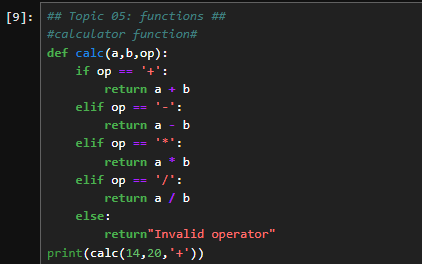 [9]: ## Topic 05: functions ##
#calculator function#
def calc(a,b,op):
    if op == '+':
        return a + b
    elif op == '-':
        return a - b
    elif op == '*':
        return a * b
    elif op == '/':
        return a / b
    else:
        return"Invalid operator"
print(calc(14,20,'+'))